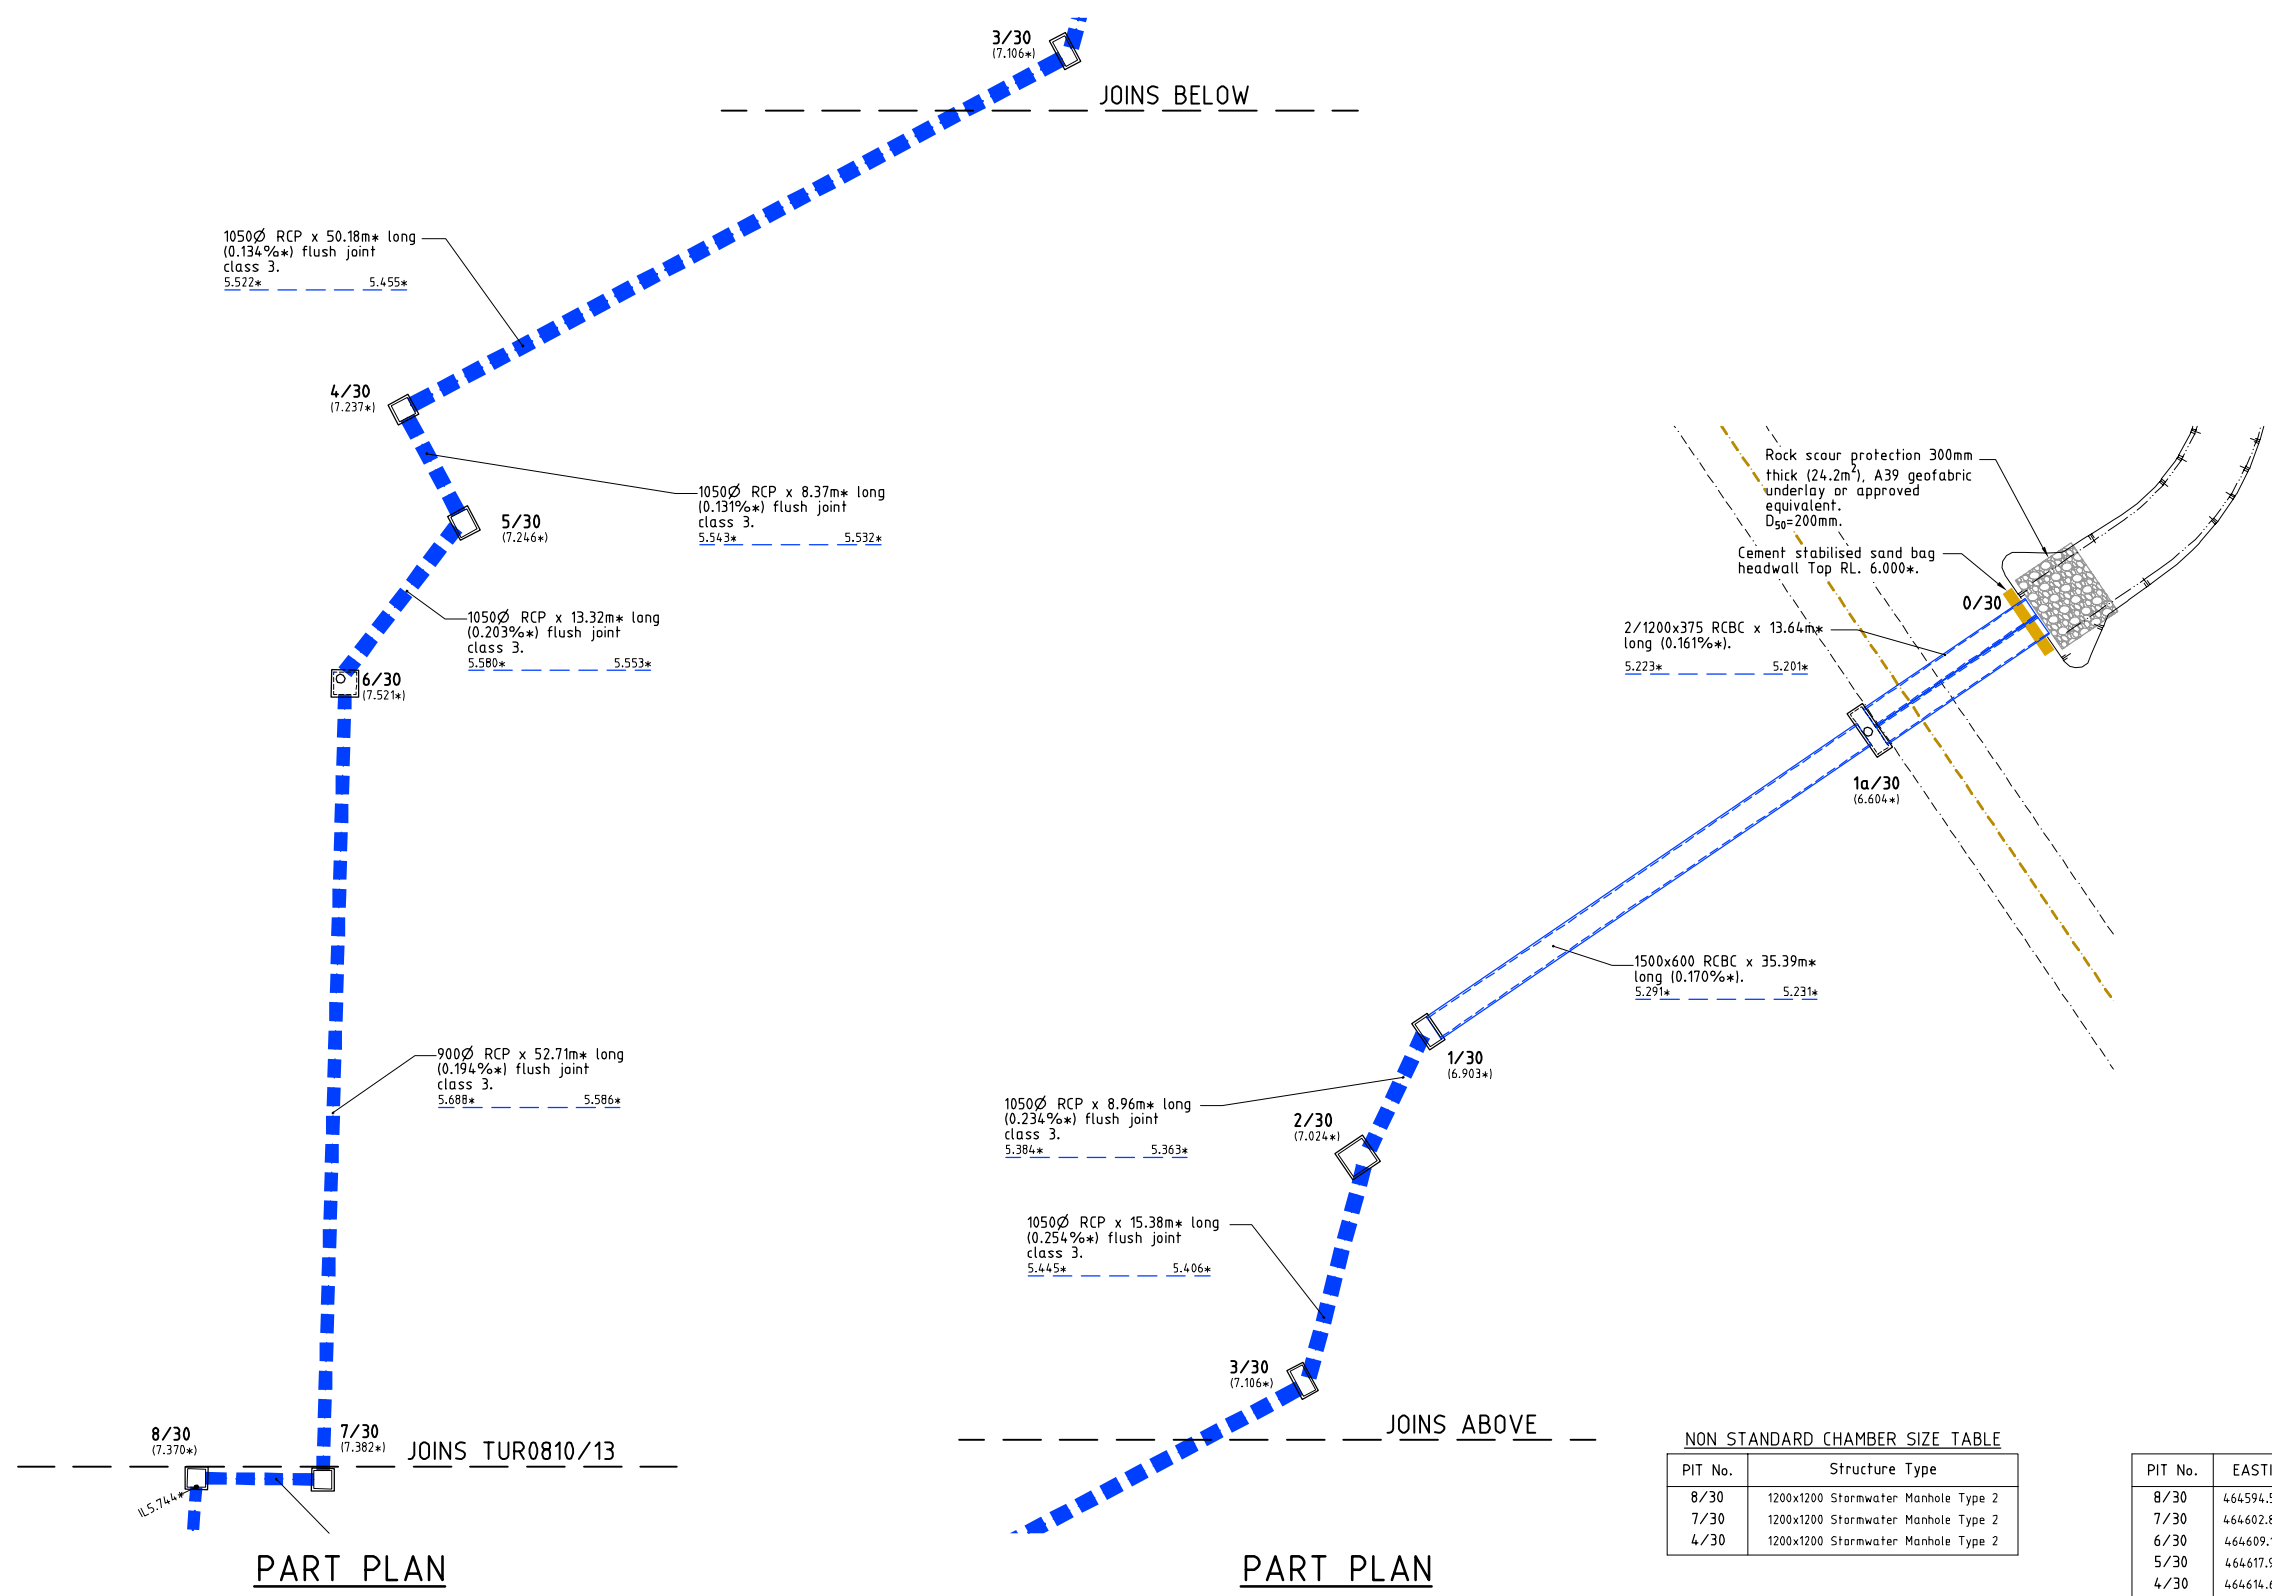 3/30
(7.106*)
JOINS BELOW
1050Ø RCP x 50.18m* long
(0.134%*) flush joint
class 3.
5.522* 5.455*
4/30
(7.237*)
1050Ø RCP x 8.37m* long
(0.131%*) flush joint
class 3.
5.543* 5.532*
5/30
(7.246*)
1050Ø RCP x 13.32m* long
(0.203%*) flush joint
class 3.
5.580* 5.553*
6/30
(7.521*)
900Ø RCP x 52.71m* long
(0.194%*) flush joint
class 3.
5.688* 5.586*
8/30
(7.370*)
7/30
(7.382*)
JOINS TUR0810/13
IL5.744*
PART PLAN
Rock scour protection 300mm
thick (24.2m²), A39 geofabric
underlay or approved
equivalent.
D50=200mm.
Cement stabilised sand bag
headwall Top RL. 6.000*.
0/30
2/1200x375 RCBC x 13.64m*
long (0.161%*).
5.223* 5.201*
1a/30
(6.604*)
1500x600 RCBC x 35.39m*
long (0.170%*).
5.291* 5.231*
1/30
(6.903*)
1050Ø RCP x 8.96m* long
(0.234%*) flush joint
class 3.
5.384* 5.363*
2/30
(7.024*)
1050Ø RCP x 15.38m* long
(0.254%*) flush joint
class 3.
5.445* 5.406*
3/30
(7.106*)
JOINS ABOVE
PART PLAN
NON STANDARD CHAMBER SIZE TABLE
PIT No. Structure Type
8/30 1200x1200 Stormwater Manhole Type 2
7/30 1200x1200 Stormwater Manhole Type 2
4/30 1200x1200 Stormwater Manhole Type 2
PIT No. EASTI
8/30 464594.5
7/30 464602.8
6/30 464609.1
5/30 464617.9
4/30 464614.6